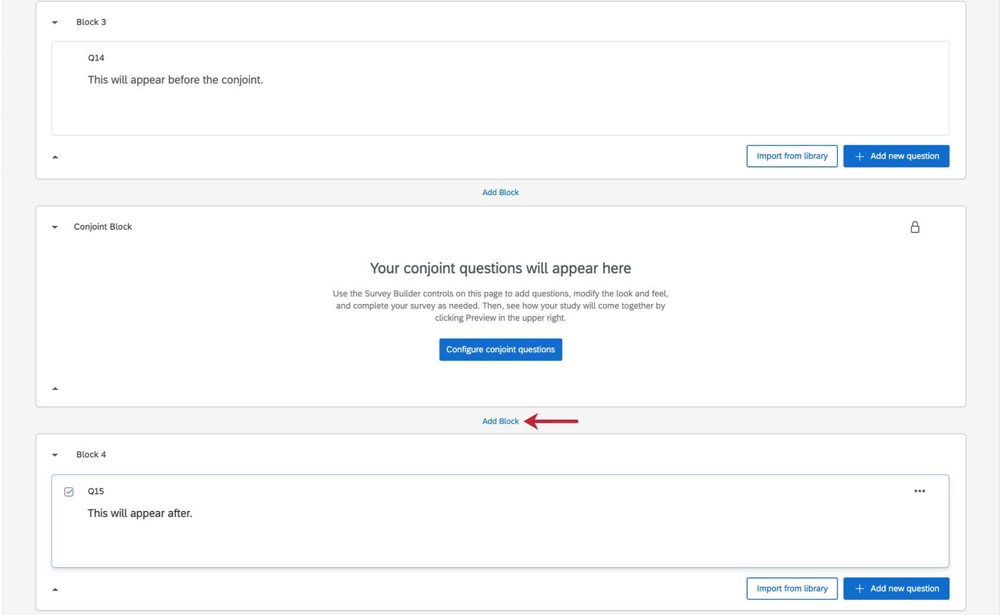 Block 3
Q14
This will appear before the conjoint.
Import from library
Add new question
Add Block
Conjoint Block
Your conjoint questions will appear here
Use the Survey Builder controls on this page to add questions, modify the look and feel,
and complete your survey as needed. Then, see how your study will come together by
clicking Preview in the upper right.
Configure conjoint questions
Add Block
Block 4
Q15
This will appear after.
Import from library
Add new question